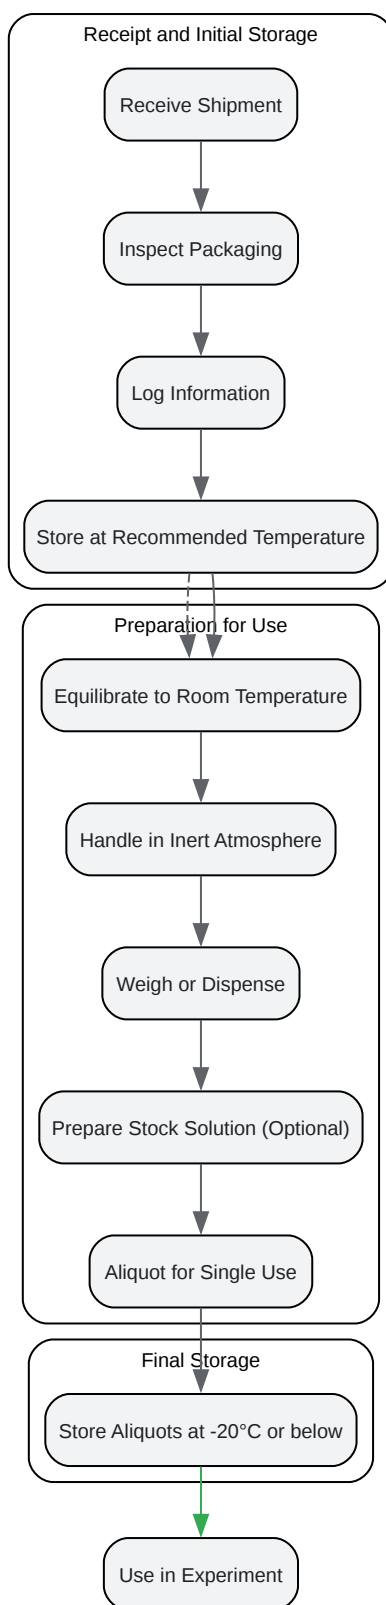 Receipt and Initial Storage
Receive Shipment
Inspect Packaging
Log Information
Store at Recommended Temperature
Preparation for Use
Equilibrate to Room Temperature
Handle in Inert Atmosphere
Weigh or Dispense
Prepare Stock Solution (Optional)
Aliquot for Single Use
Final Storage
Store Aliquots at -20°C or below
Use in Experiment